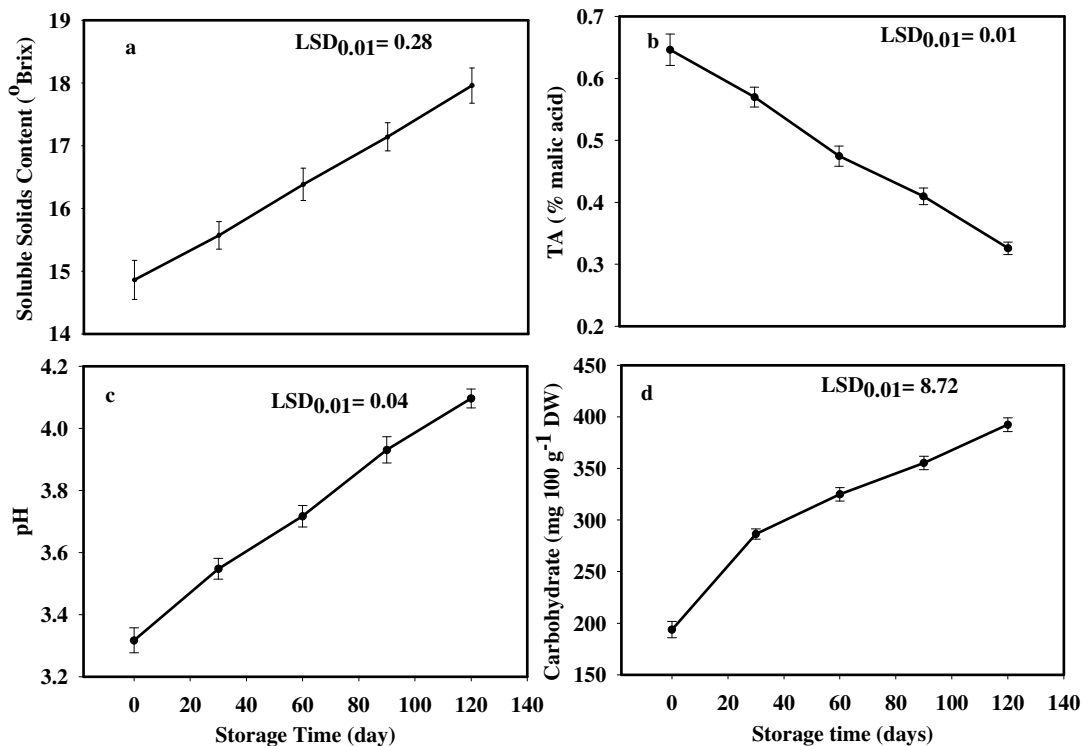 Soluble Solids Content (°Brix)
19
18
17
16
15
14
a
LSD0.01= 0.28
TA (% malic acid)
0.7
0.6
0.5
0.4
0.3
0.2
b
LSD0.01= 0.01
pH
4.2
4.0
3.8
3.6
3.4
3.2
c
LSD0.01= 0.04
0 20 40 60 80 100 120 140
Storage Time (day)
Carbohydrate (mg 100 g-1 DW)
450
400
350
300
250
200
150
d
LSD0.01= 8.72
0 20 40 60 80 100 120 140
Storage time (days)